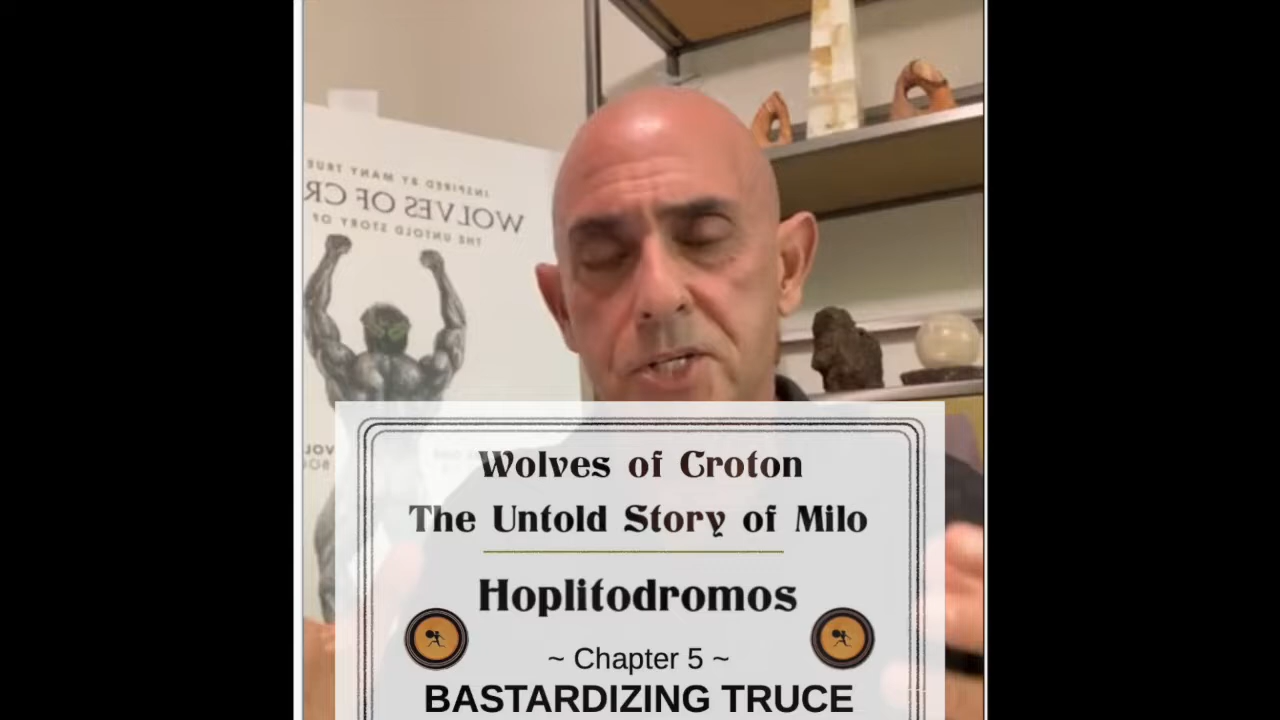 INSPIRED BY MANY TRUE
WOLVES OF CR
THE UNTOLD STORY OF
Wolves of Croton
The Untold Story of Milo
Hoplitodromos
~ Chapter 5 ~
BASTARDIZING TRUCE